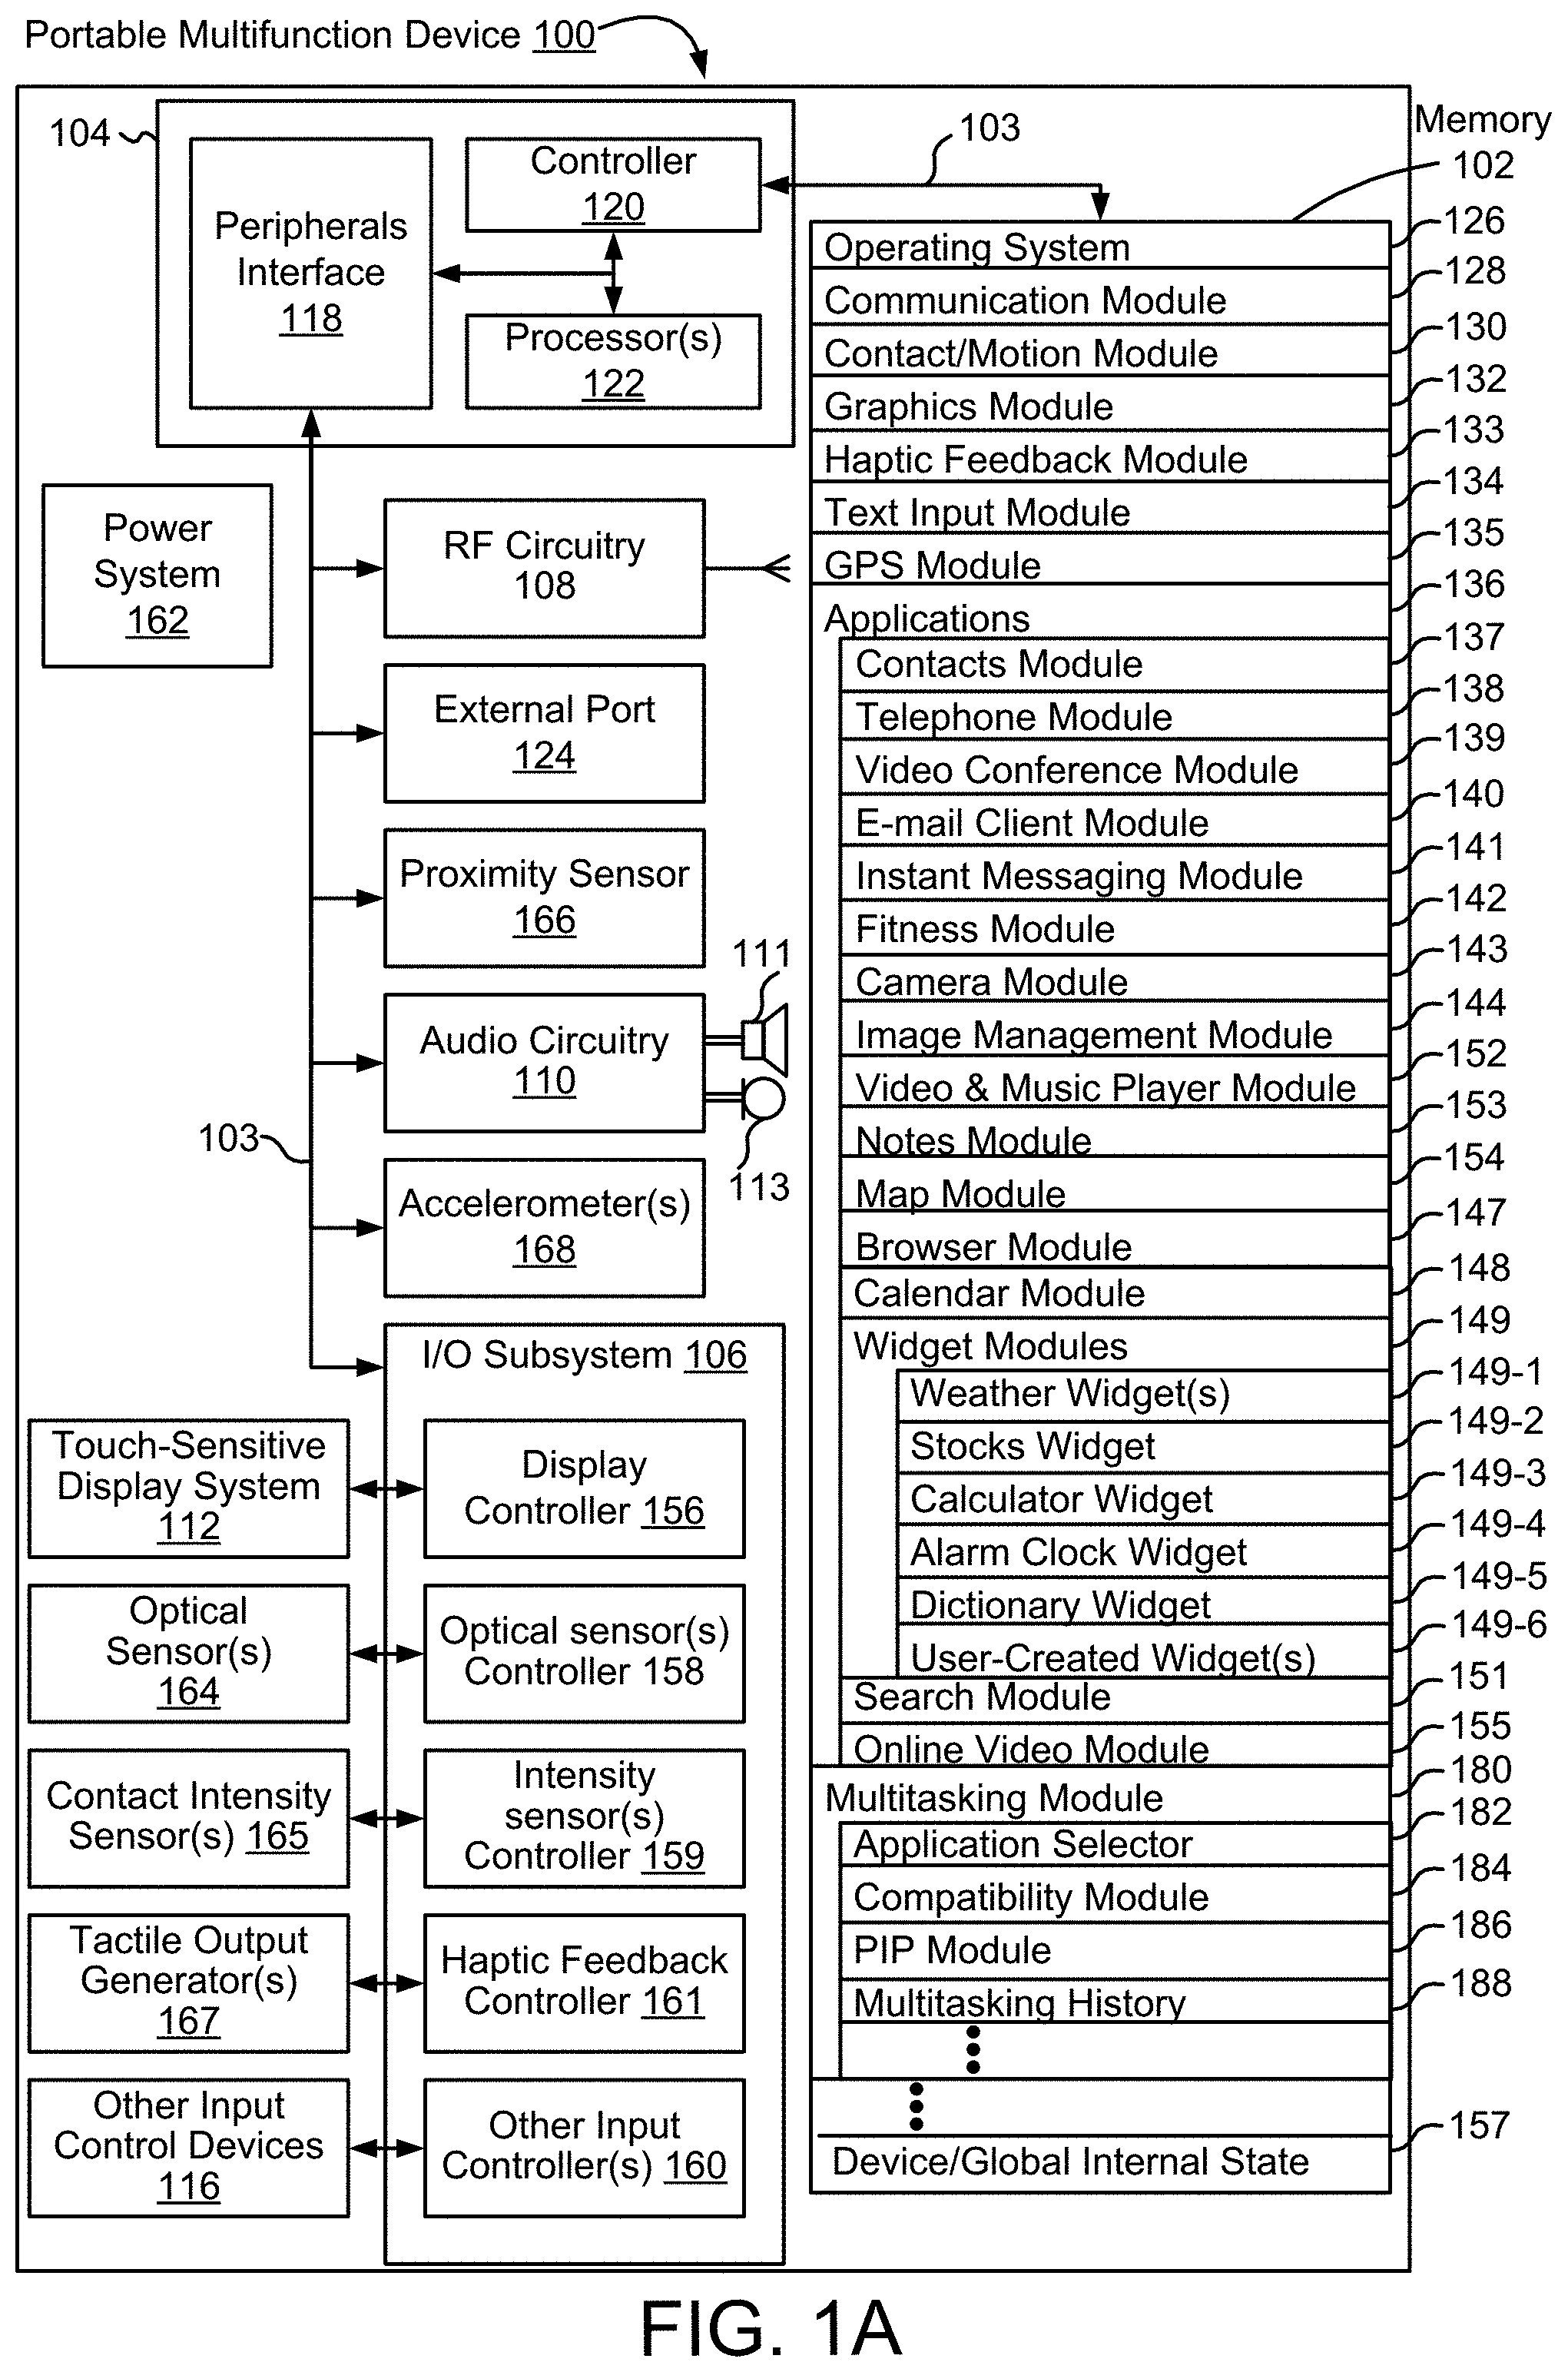 Portable Multifunction Device 100
104
Peripherals
Interface
118
Controller
120
Processor(s)
122
103
Memory
102
Power
System
162
RF Circuitry
108
External Port
124
Proximity Sensor
166
Audio Circuitry
110
111
113
103
Accelerometer(s)
168
I/O Subsystem 106
Touch-Sensitive
Display System
112
Display
Controller 156
Optical
Sensor(s)
164
Optical sensor(s)
Controller 158
Contact Intensity
Sensor(s) 165
Intensity
sensor(s)
Controller 159
Tactile Output
Generator(s)
167
Haptic Feedback
Controller 161
Other Input
Control Devices
116
Other Input
Controller(s) 160
Operating System 126
Communication Module 128
Contact/Motion Module 130
Graphics Module 132
Haptic Feedback Module 133
Text Input Module 134
GPS Module 135
Applications 136
Contacts Module 137
Telephone Module 138
Video Conference Module 139
E-mail Client Module 140
Instant Messaging Module 141
Fitness Module 142
Camera Module 143
Image Management Module 144
Video & Music Player Module 152
Notes Module 153
Map Module 154
Browser Module 147
Calendar Module 148
Widget Modules 149
Weather Widget(s) 149-1
Stocks Widget 149-2
Calculator Widget 149-3
Alarm Clock Widget 149-4
Dictionary Widget 149-5
User-Created Widget(s) 149-6
Search Module 151
Online Video Module 155
Multitasking Module 180
Application Selector 182
Compatibility Module 184
PIP Module 186
Multitasking History 188
Device/Global Internal State 157
FIG. 1A